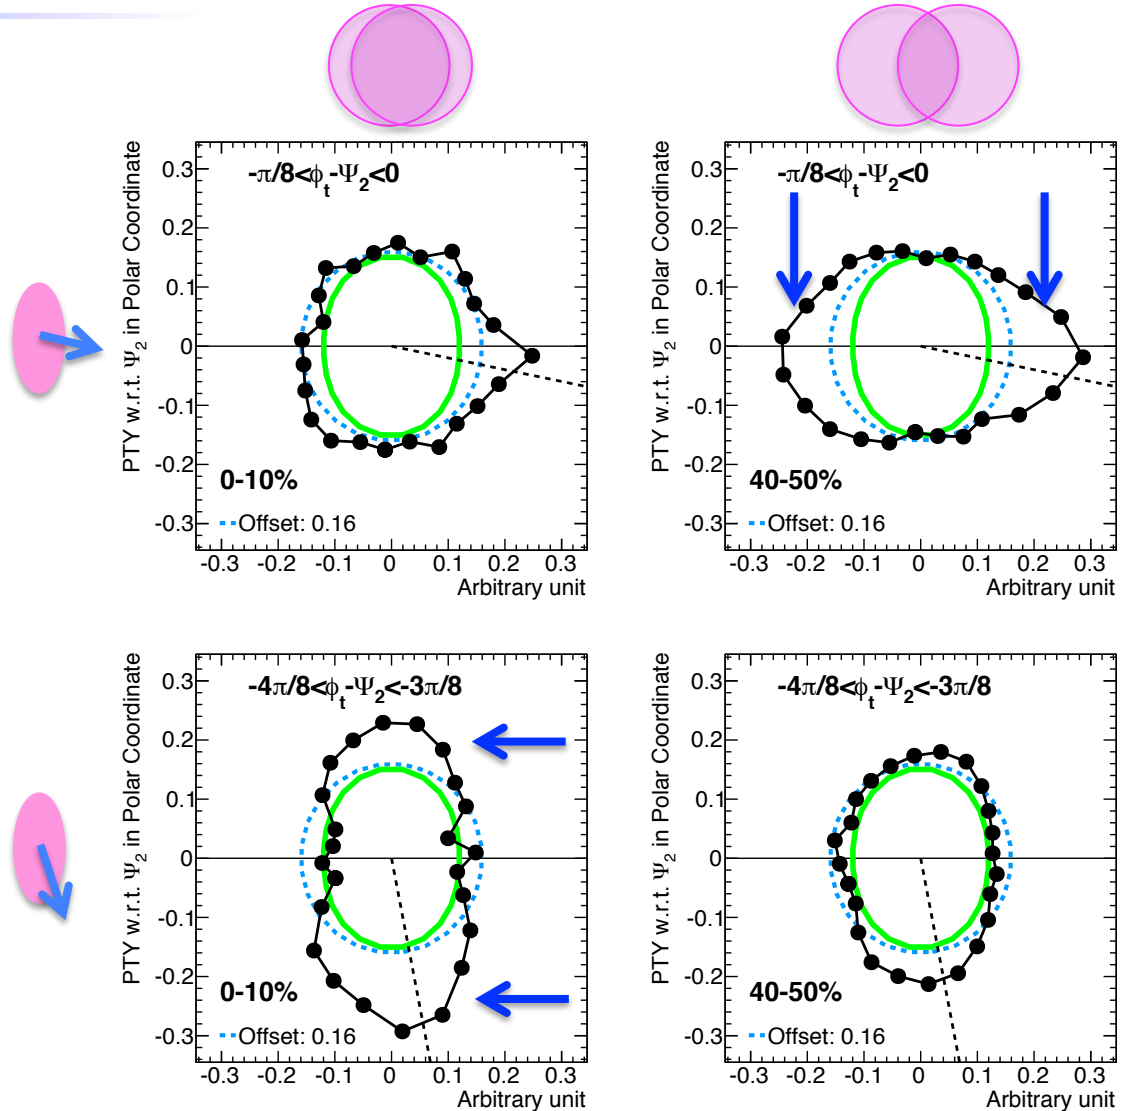 PTY w.r.t. Ψ2 in Polar Coordinate
-π/8<ϕt-Ψ2<0
0.3
0.2
0.1
0
-0.1
-0.2
-0.3
0-10%
Offset: 0.16
-0.3 -0.2 -0.1 0 0.1 0.2 0.3
Arbitrary unit
PTY w.r.t. Ψ2 in Polar Coordinate
-π/8<ϕt-Ψ2<0
0.3
0.2
0.1
0
-0.1
-0.2
-0.3
40-50%
Offset: 0.16
-0.3 -0.2 -0.1 0 0.1 0.2 0.3
Arbitrary unit
PTY w.r.t. Ψ2 in Polar Coordinate
-4π/8<ϕt-Ψ2<-3π/8
0.3
0.2
0.1
0
-0.1
-0.2
-0.3
0-10%
Offset: 0.16
-0.3 -0.2 -0.1 0 0.1 0.2 0.3
Arbitrary unit
PTY w.r.t. Ψ2 in Polar Coordinate
-4π/8<ϕt-Ψ2<-3π/8
0.3
0.2
0.1
0
-0.1
-0.2
-0.3
40-50%
Offset: 0.16
-0.3 -0.2 -0.1 0 0.1 0.2 0.3
Arbitrary unit